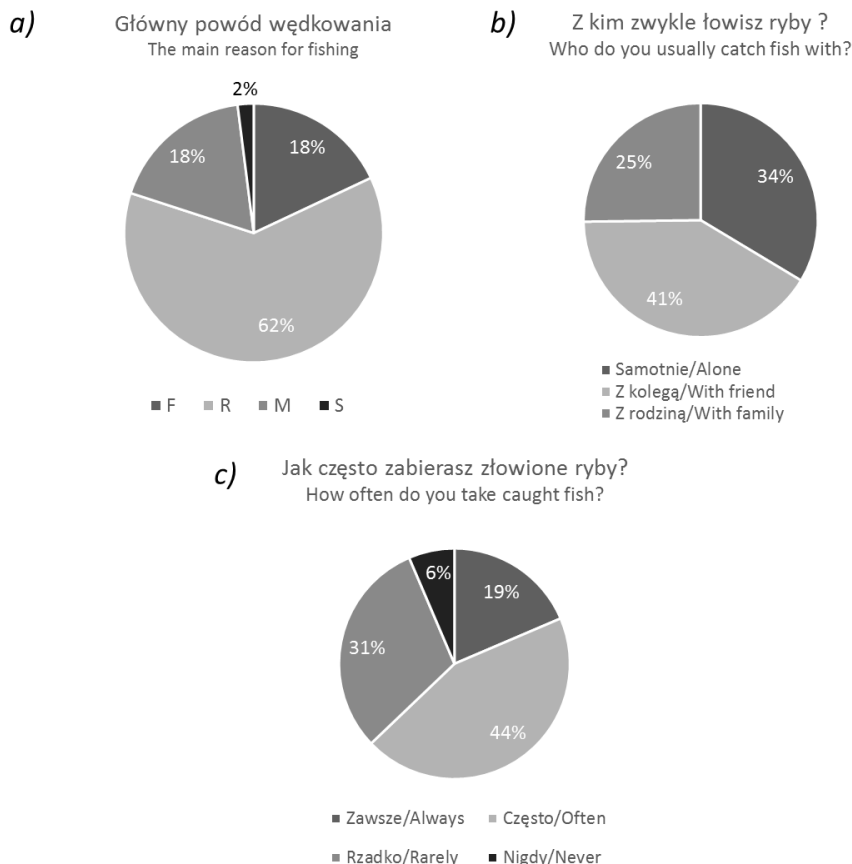 a)
Główny powód wędkowania
The main reason for fishing
2%
18%
18%
62%
F R M S
b)
Z kim zwykle łowisz ryby ?
Who do you usually catch fish with?
25%
34%
41%
Samotnie/Alone
Z kolegą/With friend
Z rodziną/With family
c)
Jak często zabierasz złowione ryby?
How often do you take caught fish?
6%
19%
31%
44%
Zawsze/Always Często/Often
Rzadko/Rarely Nigdy/Never